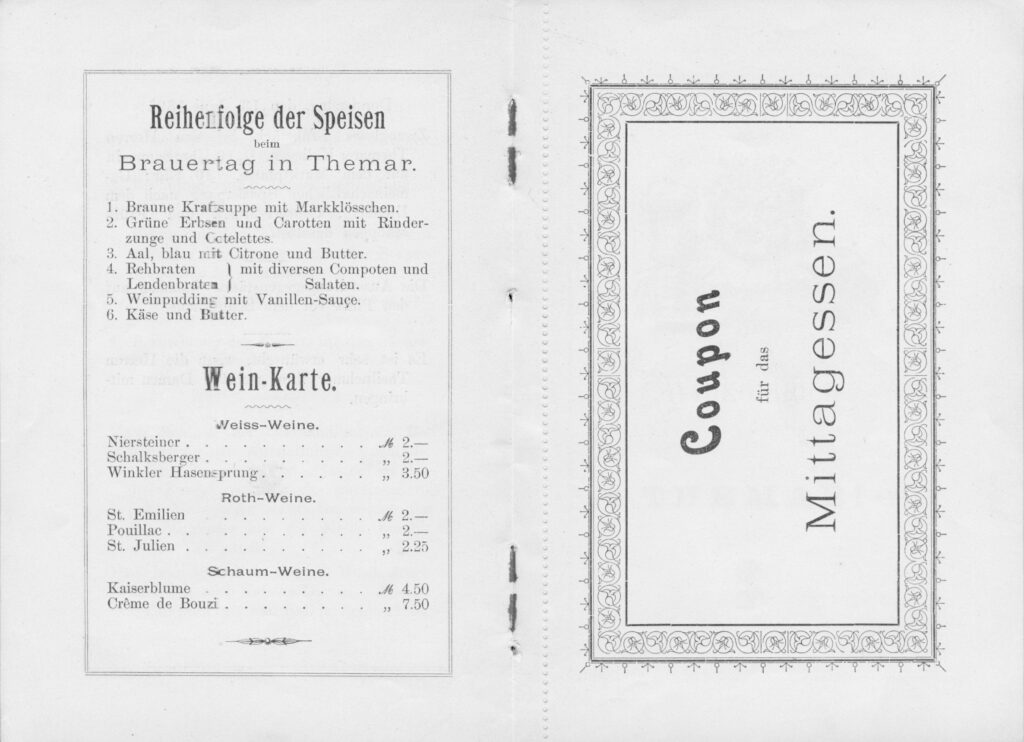 Reihenfolge der Speisen
beim
Brauertag in Themar.
1. Braune Kraftsuppe mit Markklösschen.
2. Grüne Erbsen und Carotten mit Rinder-
zunge und Cotelettes.
3. Aal, blau mit Citrone und Butter.
4. Rehbraten } mit diversen Compoten und
Lendenbraten } Salaten.
5. Weinpudding mit Vanillen-Sauçe.
6. Käse und Butter.
Wein-Karte.
Weiss-Weine.
Niersteiner . . . . . . . . . . ℳ 2.—
Schalksberger . . . . . . . . . „ 2.—
Winkler Hasensprung . . . . . . „ 3.50
Roth-Weine.
St. Emilien . . . . . . . . ℳ 2.—
Pouillac . . . . . . . . . . . „ 2.—
St. Julien . . . . . . . . . . „ 2.25
Schaum-Weine.
Kaiserblume . . . . . . . . . ℳ 4.50
Crême de Bouzi . . . . . . . . „ 7.50
Coupon
für das
Mittagessen.